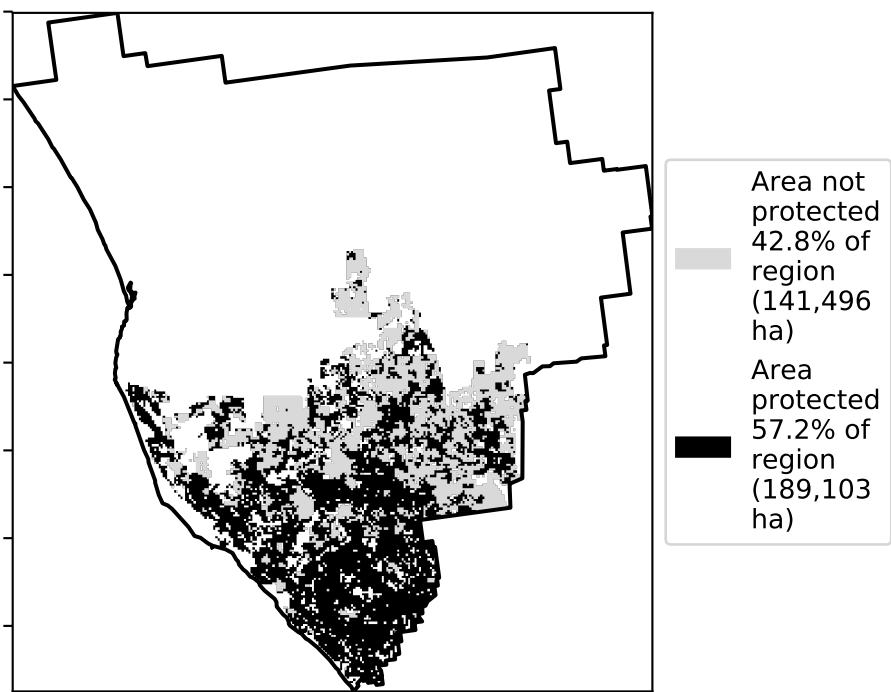 Area not
protected
42.8% of
region
(141,496
ha)
Area
protected
57.2% of
region
(189,103
ha)